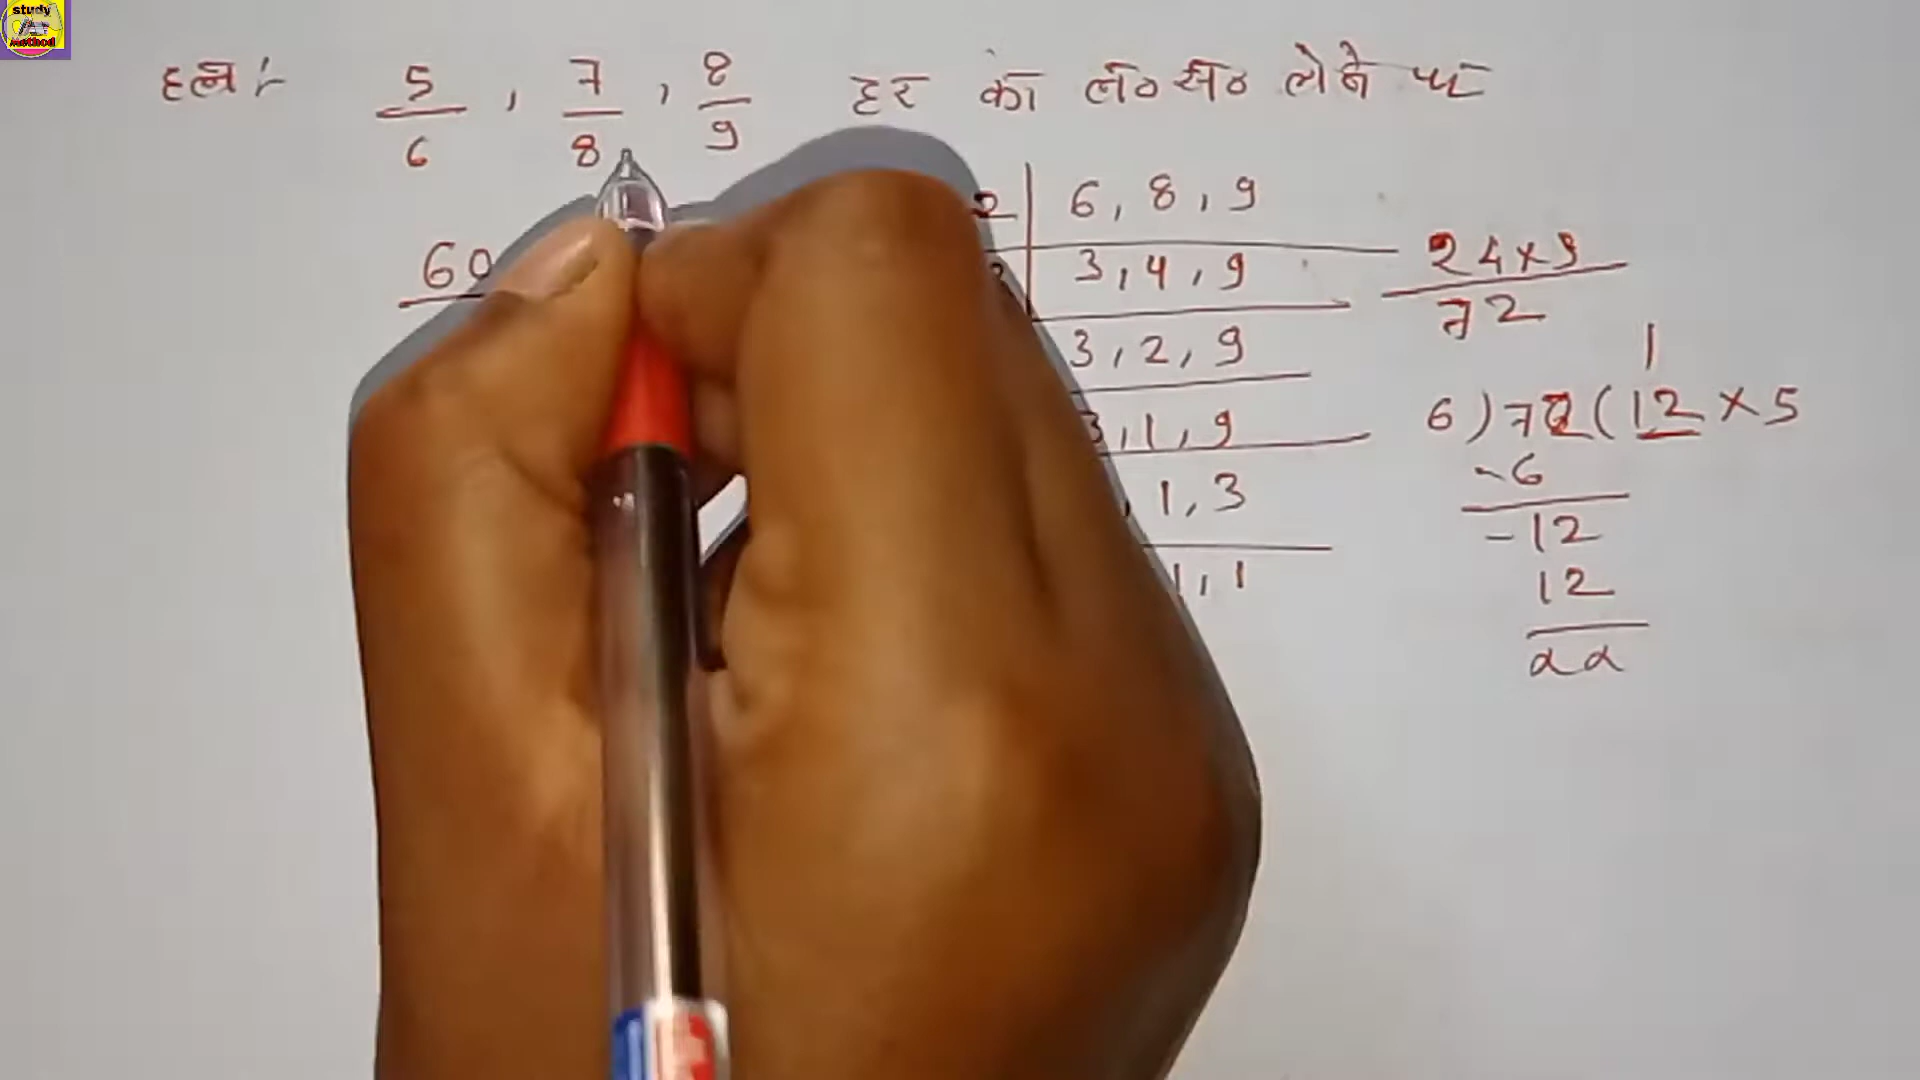 study
Method
हल :- 5/6 , 7/8 , 8/9 हर का ल०स० लेने पर
60
2 | 6, 8, 9
2 | 3, 4, 9
3, 2, 9
3, 1, 9
, 1, 3
1, 1
24×3
72
1
6 ) 72 ( 12 × 5
-6
-12
12